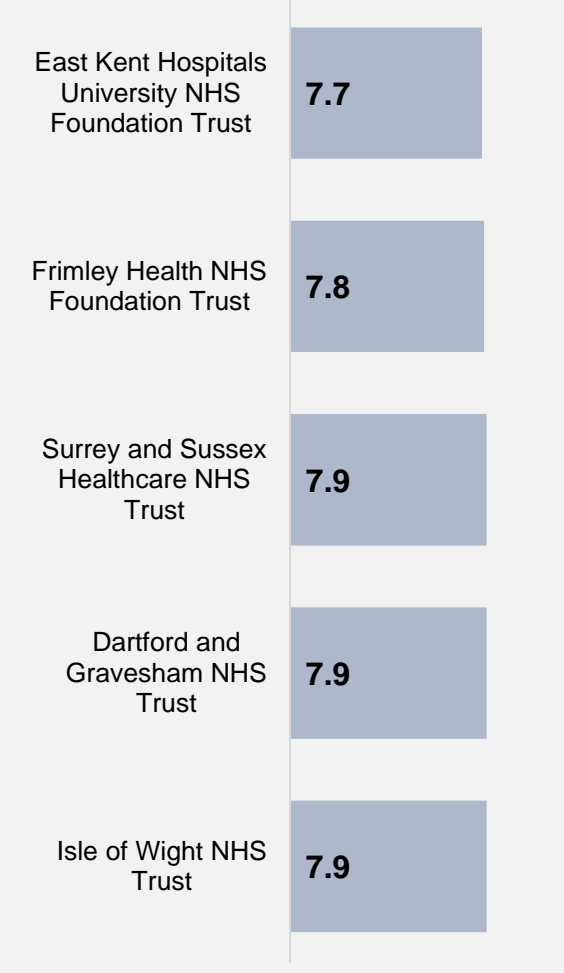 East Kent Hospitals
University NHS
Foundation Trust
7.7
Frimley Health NHS
Foundation Trust
7.8
Surrey and Sussex
Healthcare NHS
Trust
7.9
Dartford and
Gravesham NHS
Trust
7.9
Isle of Wight NHS
Trust
7.9